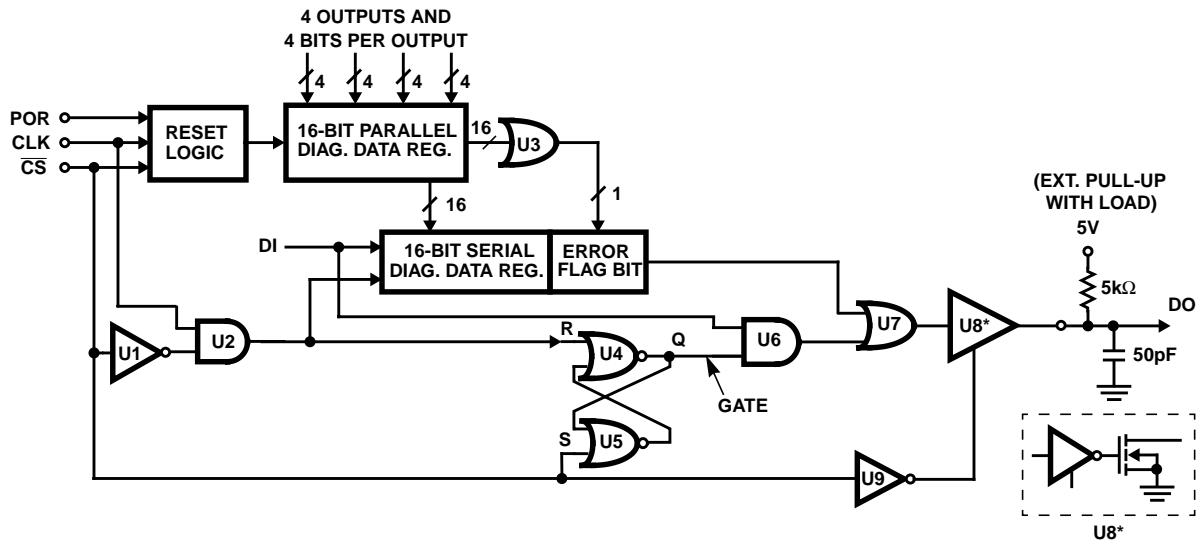 4 OUTPUTS AND
4 BITS PER OUTPUT
4
4
4
4
POR
CLK
CS
RESET
LOGIC
16-BIT PARALLEL
DIAG. DATA REG.
16
U3
16
1
DI
16-BIT SERIAL
DIAG. DATA REG.
ERROR
FLAG BIT
(EXT. PULL-UP
WITH LOAD)
5V
5kΩ
DO
50pF
U1
U2
R
U4
Q
U6
U7
U8*
GATE
S
U5
U9
U8*